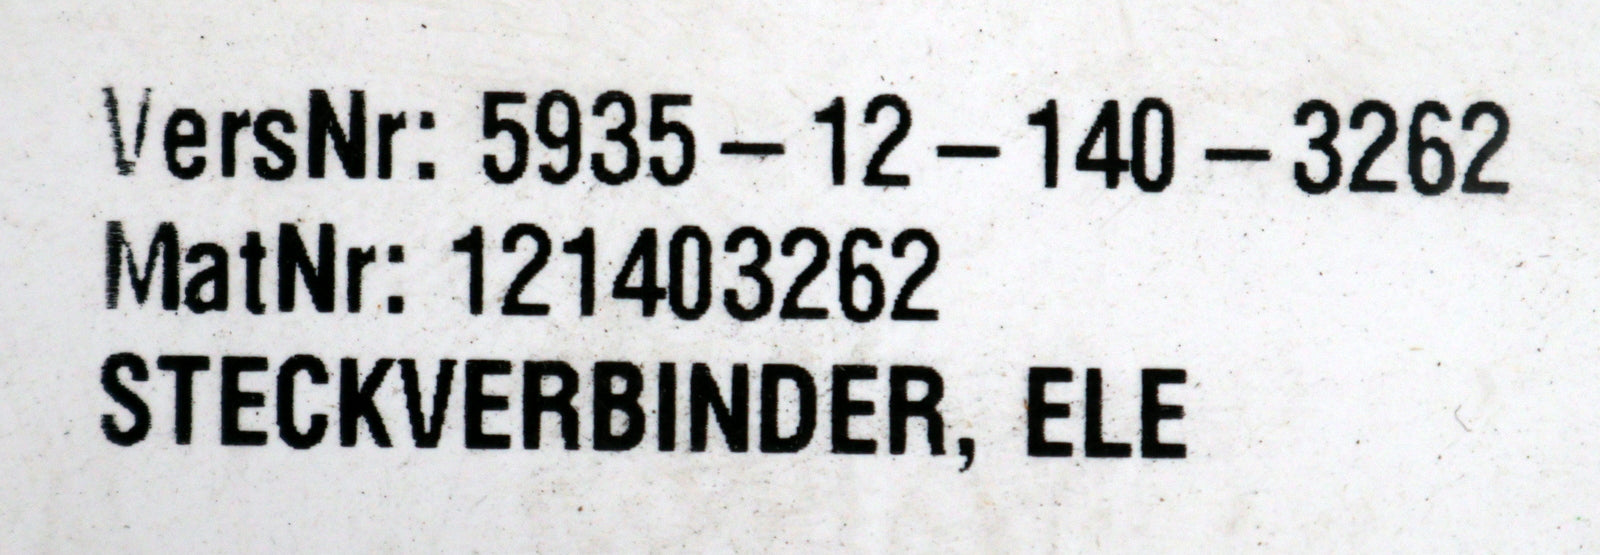 VersNr: 5935-12-140-3262
MatNr: 121403262
STECKVERBINDER, ELE